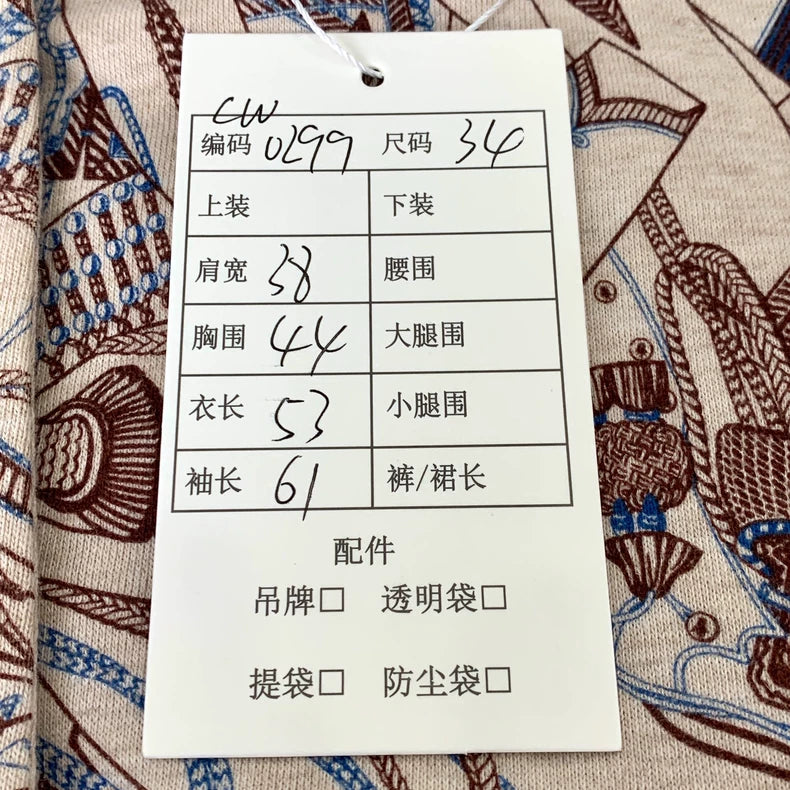 CW
编码 0299 尺码 34
上装 下装
肩宽 38 腰围
胸围 44 大腿围
衣长 53 小腿围
袖长 61 裤/裙长
配件
吊牌□ 透明袋□
提袋□ 防尘袋□